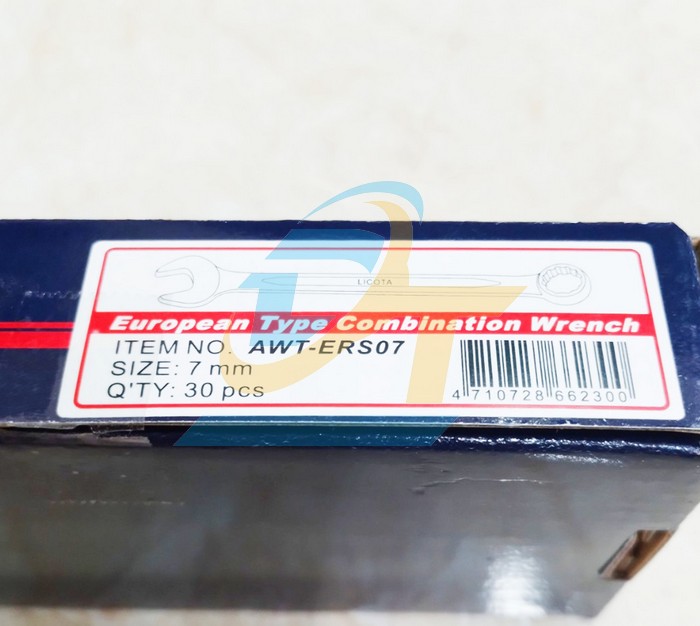 LICOTA
European Type Combination Wrench
ITEM NO. AWT-ERS07
SIZE: 7 mm
Q'TY: 30 pcs
4 710728 662300